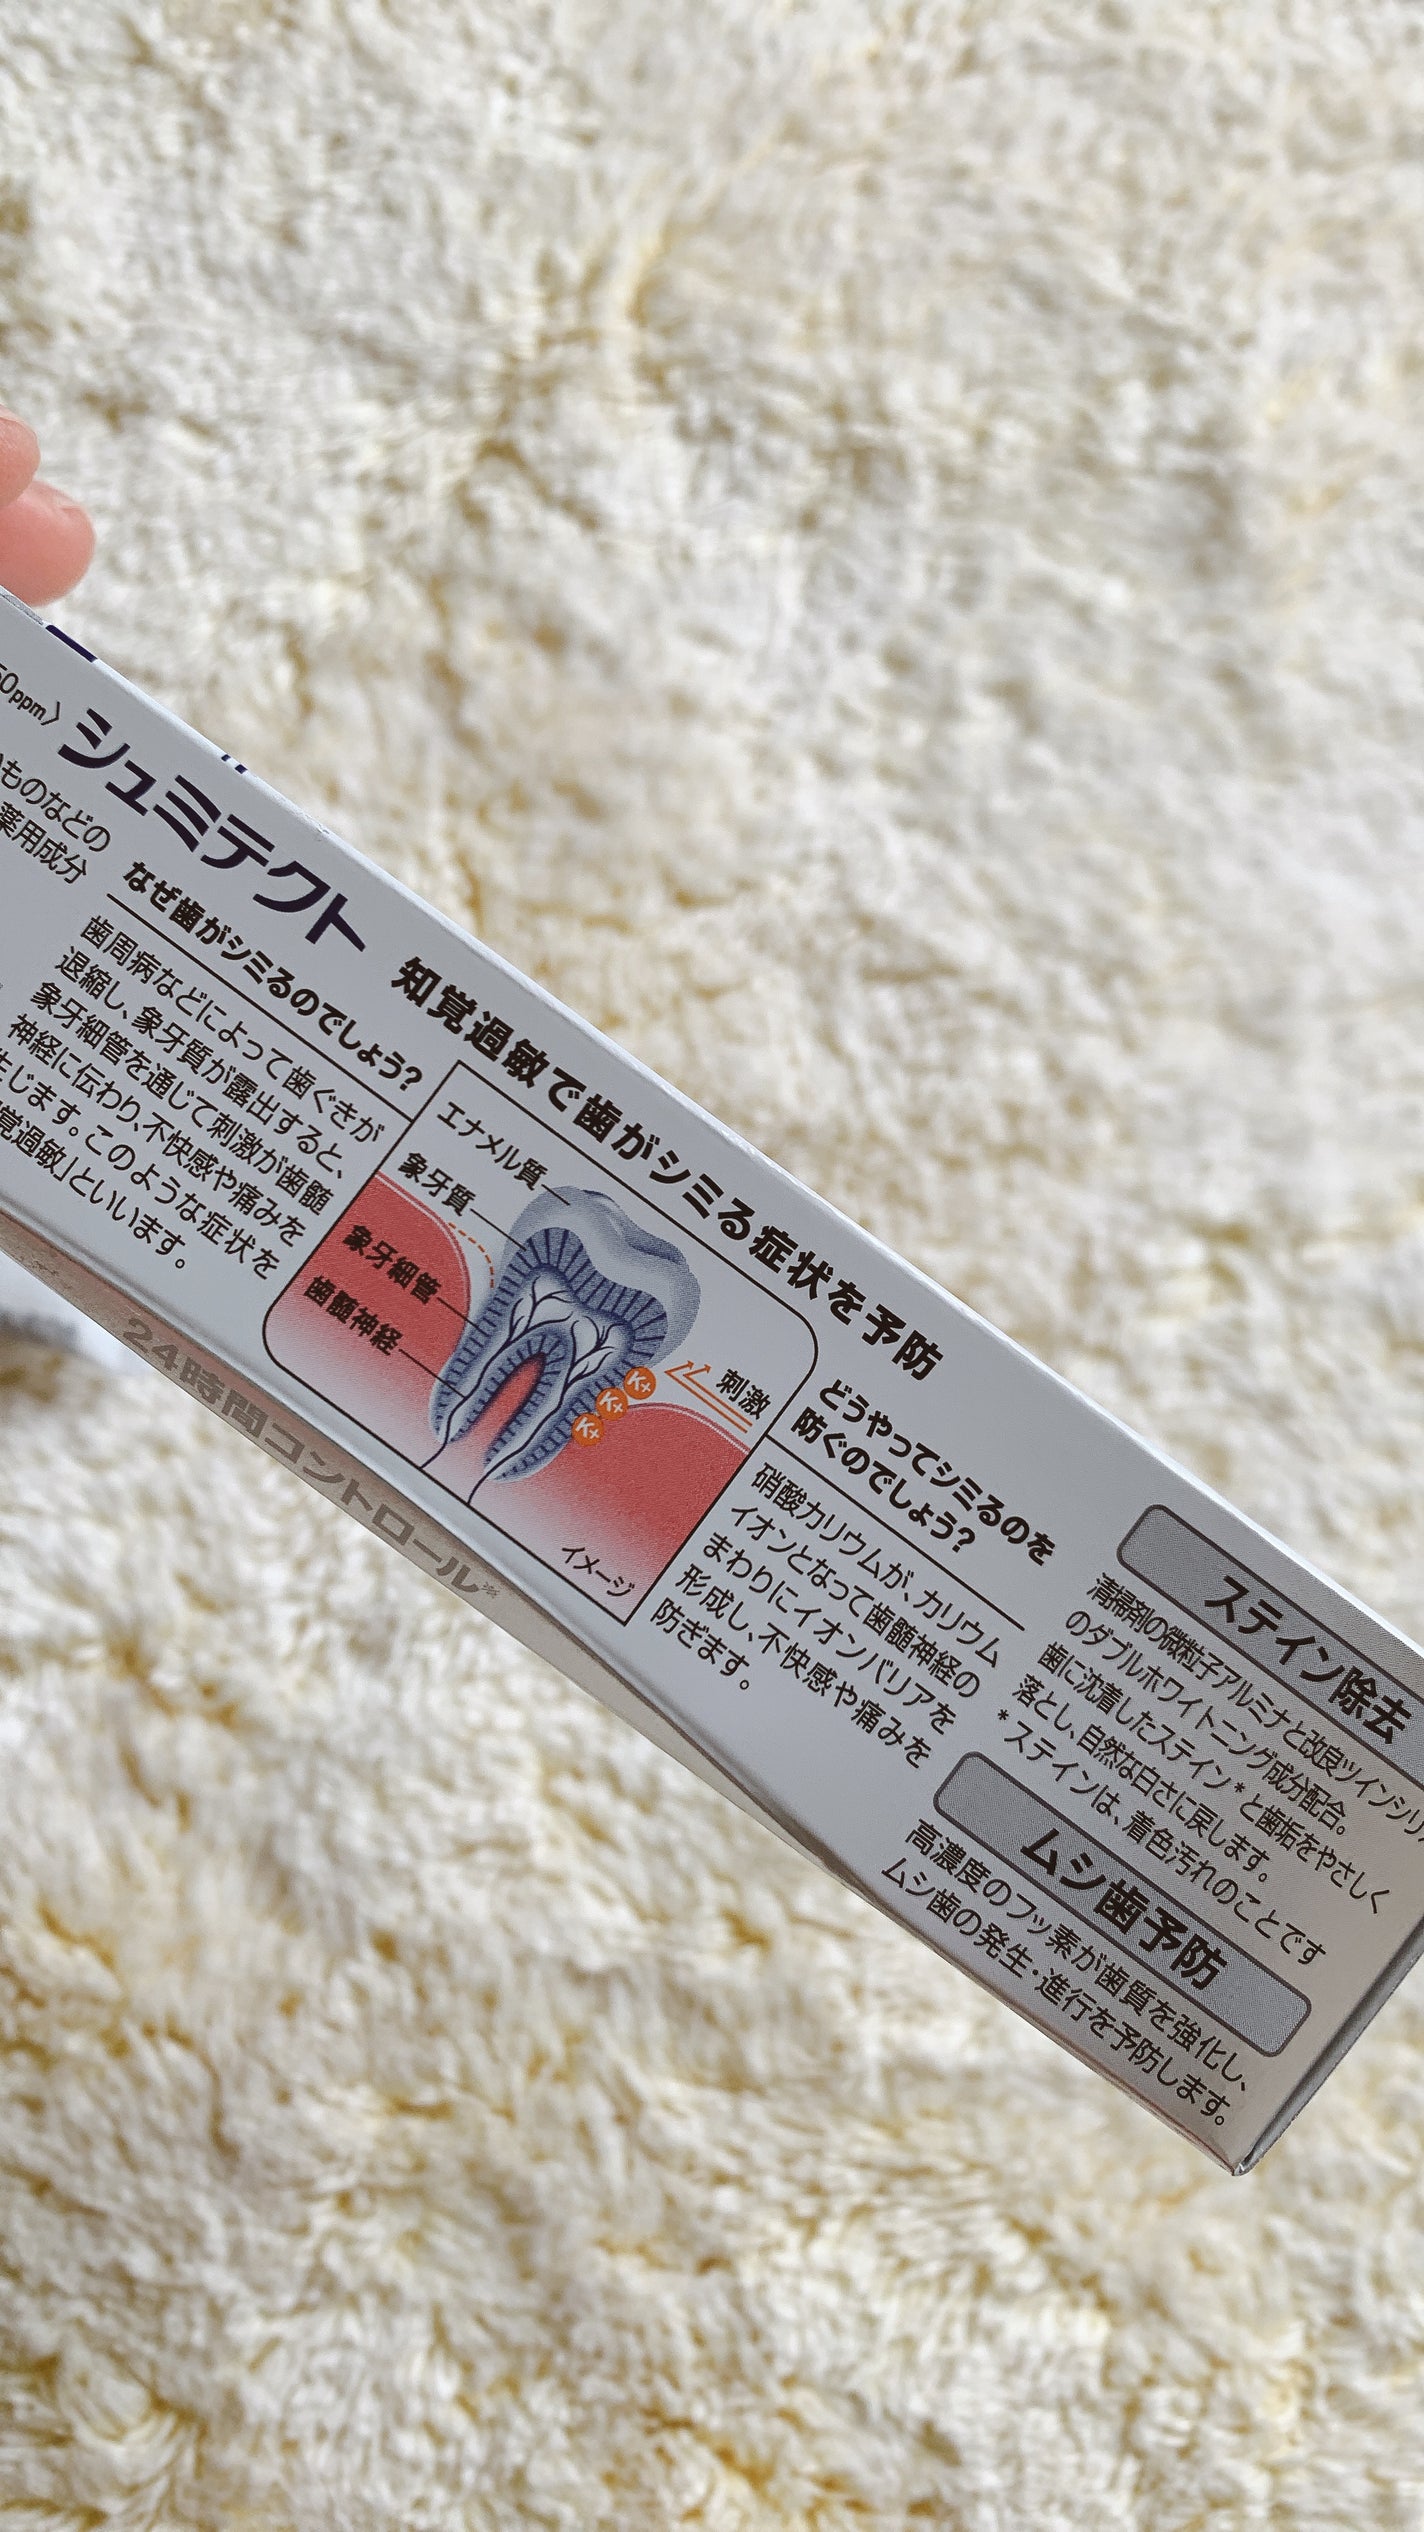 50ppm〉
シュミテクト
ものなどの
薬用成分
知覚過敏で歯がシミる症状を予防
なぜ歯がシミるのでしょう?
歯周病などによって歯ぐきが
退縮し、象牙質が露出すると、
象牙細管を通じて刺激が歯髄
神経に伝わり、不快感や痛みを
生じます。このような症状を
覚過敏」といいます。
エナメル質
象牙質
象牙細管
歯髄神経
K+
K+
K+
刺激
イメージ
どうやってシミるのを
防ぐのでしょう?
硝酸カリウムが、カリウム
イオンとなって歯髄神経の
まわりにイオンバリアを
形成し、不快感や痛みを
防ぎます。
ステイン除去
清掃剤の微粒子アルミナと改良ツインシリ
のダブルホワイトニング成分配合。
歯に沈着したステイン*と歯垢をやさしく
落とし、自然な白さに戻します。
*ステインは、着色汚れのことです
ムシ歯予防
高濃度のフッ素が歯質を強化し、
ムシ歯の発生・進行を予防します。
24時間コントロール※